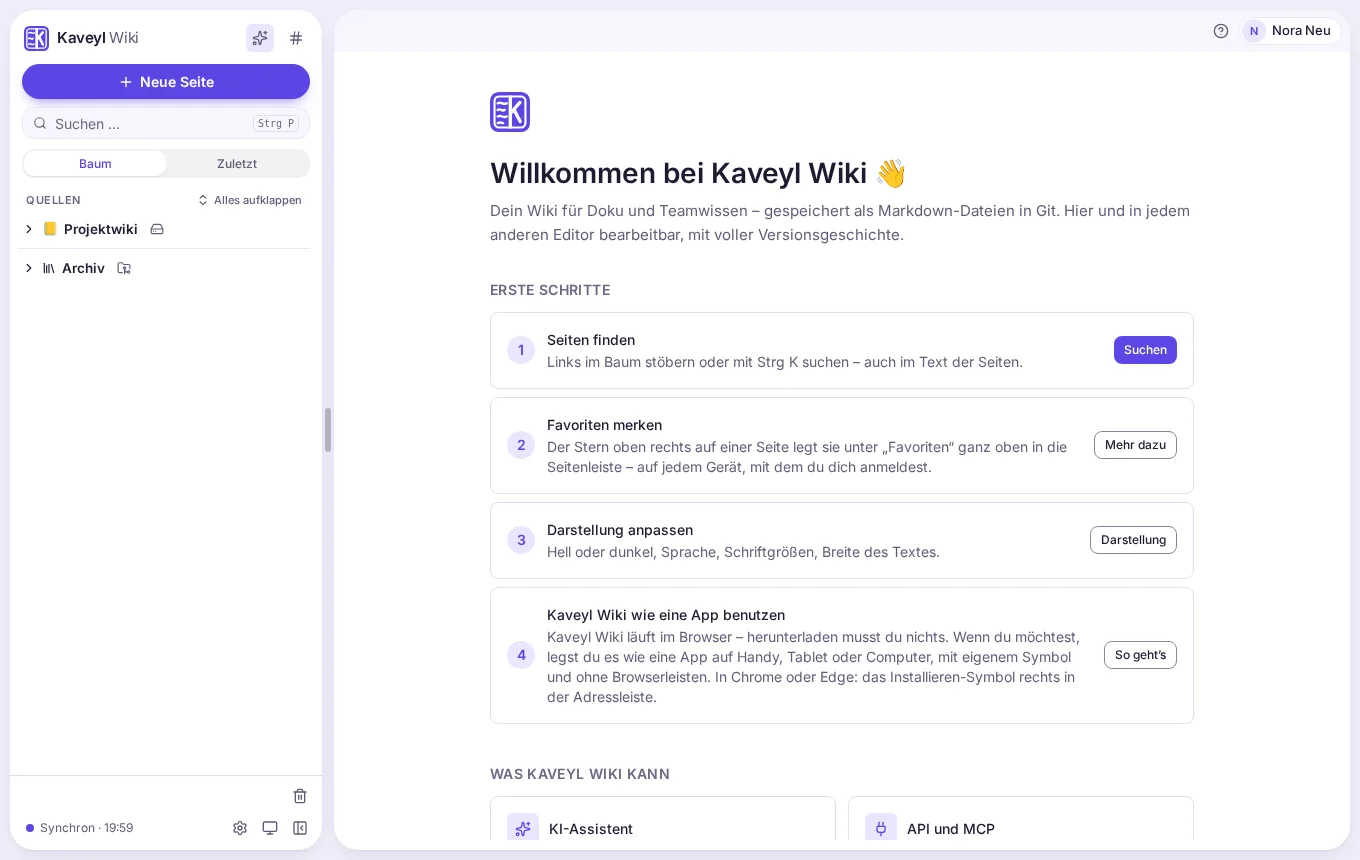 Kaveyl Wiki
Neue Seite
Suchen ...
Strg P
Baum
Zuletzt
QUELLEN
Alles aufklappen
Projektwiki
Archiv
Synchron · 19:59
N
Nora Neu
Willkommen bei Kaveyl Wiki 👋
Dein Wiki für Doku und Teamwissen – gespeichert als Markdown-Dateien in Git. Hier und in jedem
anderen Editor bearbeitbar, mit voller Versionsgeschichte.
ERSTE SCHRITTE
1
Seiten finden
Links im Baum stöbern oder mit Strg K suchen – auch im Text der Seiten.
Suchen
2
Favoriten merken
Der Stern oben rechts auf einer Seite legt sie unter „Favoriten“ ganz oben in die
Seitenleiste – auf jedem Gerät, mit dem du dich anmeldest.
Mehr dazu
3
Darstellung anpassen
Hell oder dunkel, Sprache, Schriftgrößen, Breite des Textes.
Darstellung
4
Kaveyl Wiki wie eine App benutzen
Kaveyl Wiki läuft im Browser – herunterladen musst du nichts. Wenn du möchtest,
legst du es wie eine App auf Handy, Tablet oder Computer, mit eigenem Symbol
und ohne Browserleisten. In Chrome oder Edge: das Installieren-Symbol rechts in
der Adressleiste.
So geht’s
WAS KAVEYL WIKI KANN
KI-Assistent
API und MCP